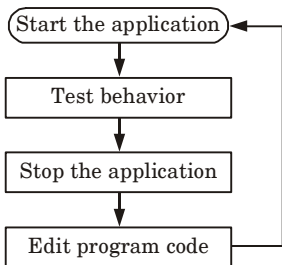 Start the application
Test behavior
Stop the application
Edit program code